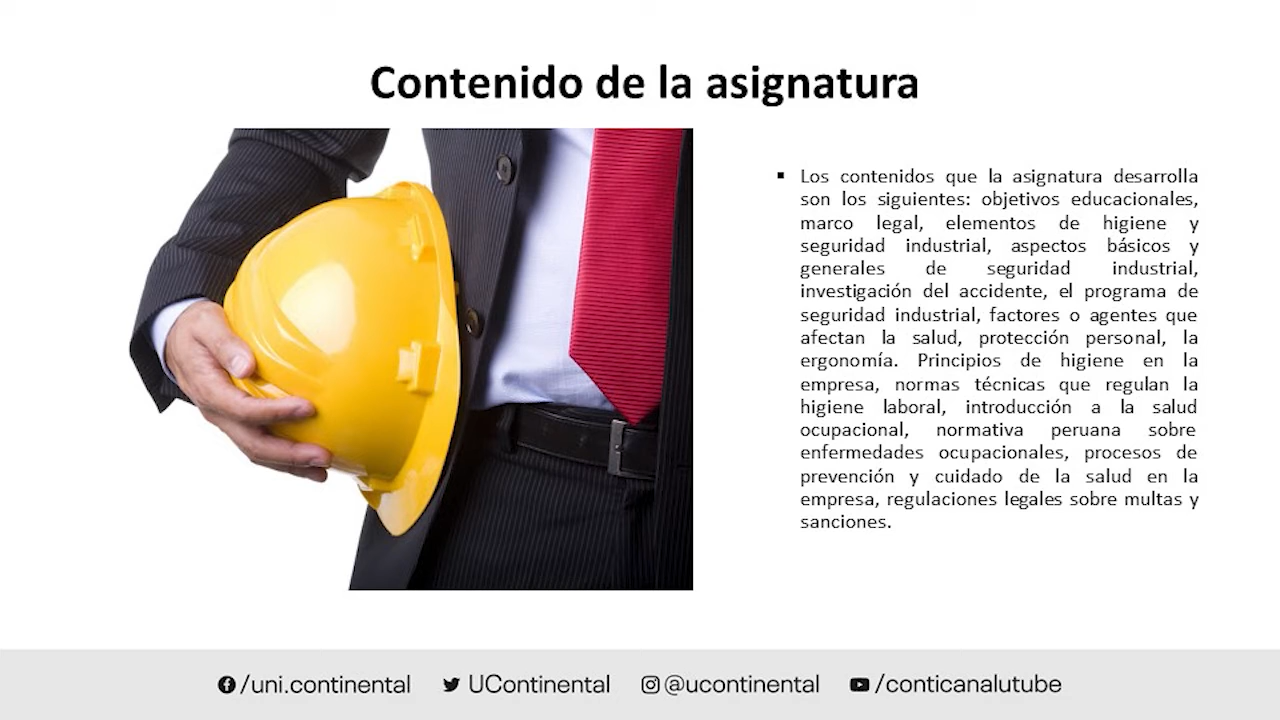 Contenido de la asignatura
▪ Los contenidos que la asignatura desarrolla
son los siguientes: objetivos educacionales,
marco legal, elementos de higiene y
seguridad industrial, aspectos básicos y
generales de seguridad industrial,
investigación del accidente, el programa de
seguridad industrial, factores o agentes que
afectan la salud, protección personal, la
ergonomía. Principios de higiene en la
empresa, normas técnicas que regulan la
higiene laboral, introducción a la salud
ocupacional, normativa peruana sobre
enfermedades ocupacionales, procesos de
prevención y cuidado de la salud en la
empresa, regulaciones legales sobre multas y
sanciones.
/uni.continental UContinental @ucontinental /conticanalutube